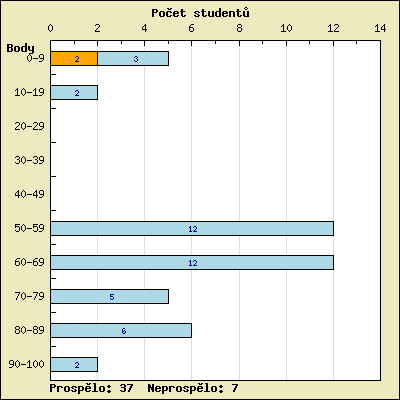 Počet studentů
0 2 4 6 8 10 12 14
Body
0-9 2 3
10-19 2
20-29
30-39
40-49
50-59 12
60-69 12
70-79 5
80-89 6
90-100 2
Prospělo: 37 Neprospělo: 7